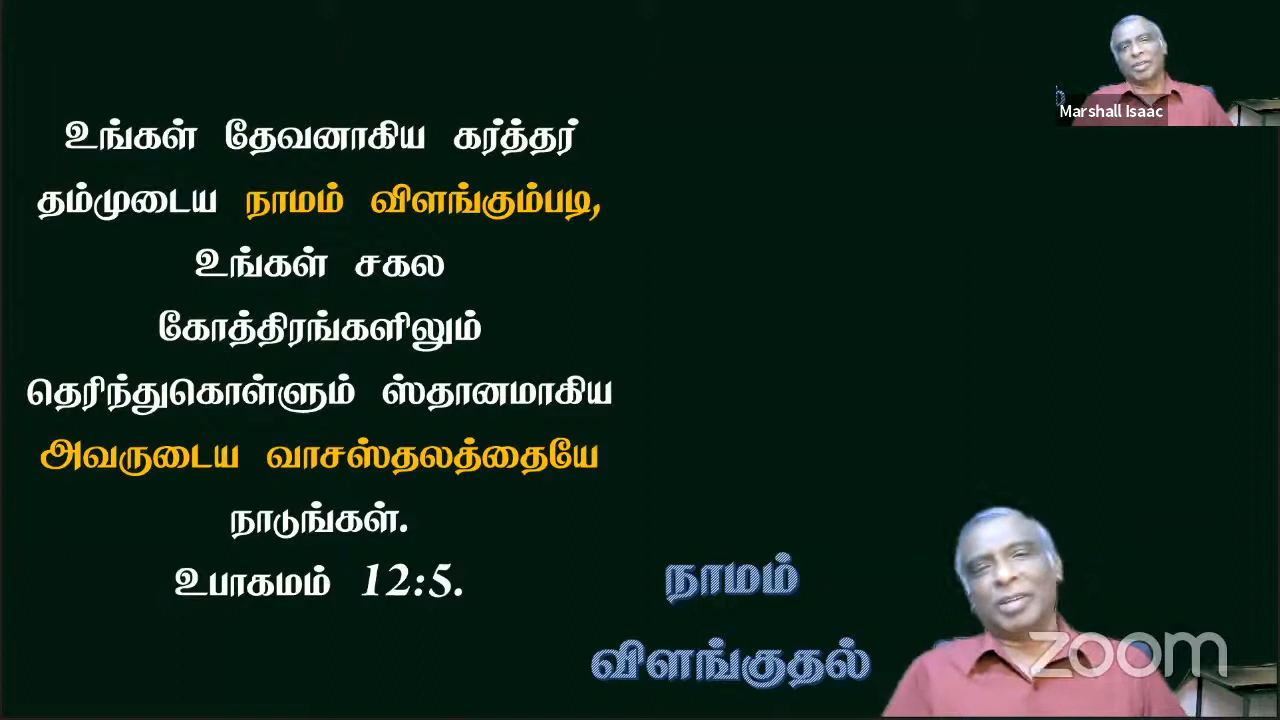 உங்கள் தேவனாகிய கர்த்தர்
தம்முடைய நாமம் விளங்கும்படி,
உங்கள் சகல
கோத்திரங்களிலும்
தெரிந்துகொள்ளும் ஸ்தானமாகிய
அவருடைய வாசஸ்தலத்தையே
நாடுங்கள்.
உபாகமம் 12:5.
நாமம்
விளங்குதல்
Marshall Isaac
zoom